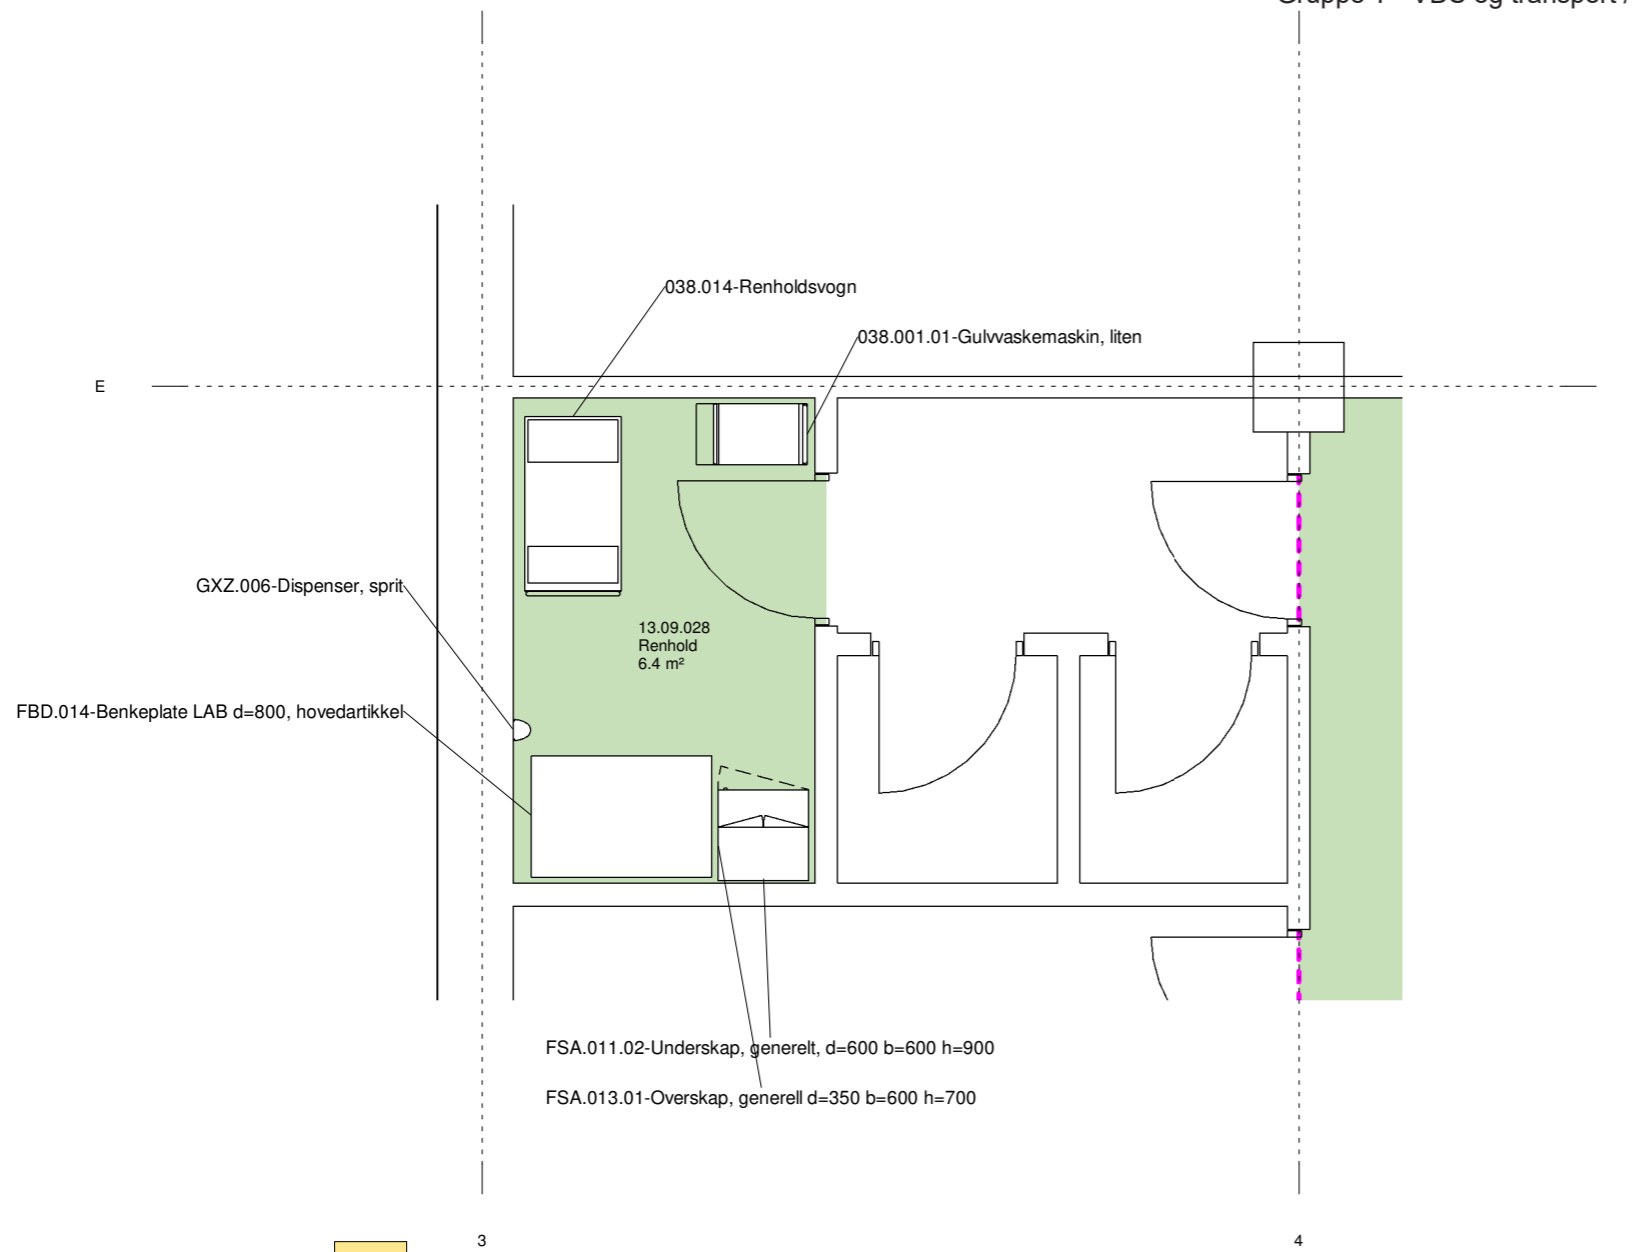 Gruppe 1 - VBS og transport /
038.014-Renholdsvogn
038.001.01-Gulvvaskemaskin, liten
E
GXZ.006-Dispenser, sprit
13.09.028
Renhold
6.4 m²
FBD.014-Benkeplate LAB d=800, hovedartikkel
FSA.011.02-Underskap, generelt, d=600 b=600 h=900
FSA.013.01-Overskap, generell d=350 b=600 h=700
3
4